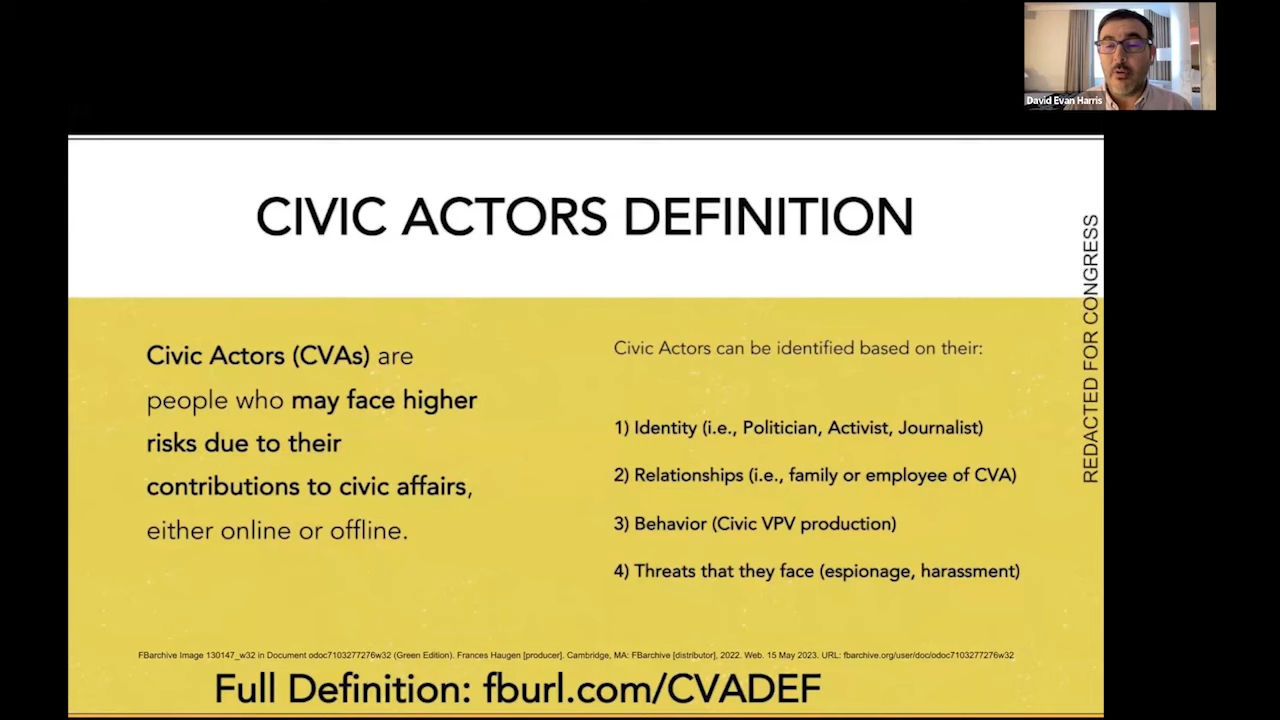 David Evan Harris
CIVIC ACTORS DEFINITION
REDACTED FOR CONGRESS
Civic Actors (CVAs) are
people who may face higher
risks due to their
contributions to civic affairs,
either online or offline.
Civic Actors can be identified based on their:
1) Identity (i.e., Politician, Activist, Journalist)
2) Relationships (i.e., family or employee of CVA)
3) Behavior (Civic VPV production)
4) Threats that they face (espionage, harassment)
FBarchive Image 130147_w32 in Document odoc7103277276w32 (Green Edition). Frances Haugen [producer]. Cambridge, MA: FBarchive [distributor], 2022. Web. 15 May 2023. URL: fbarchive.org/user/doc/odoc7103277276w32
Full Definition: fburl.com/CVADEF